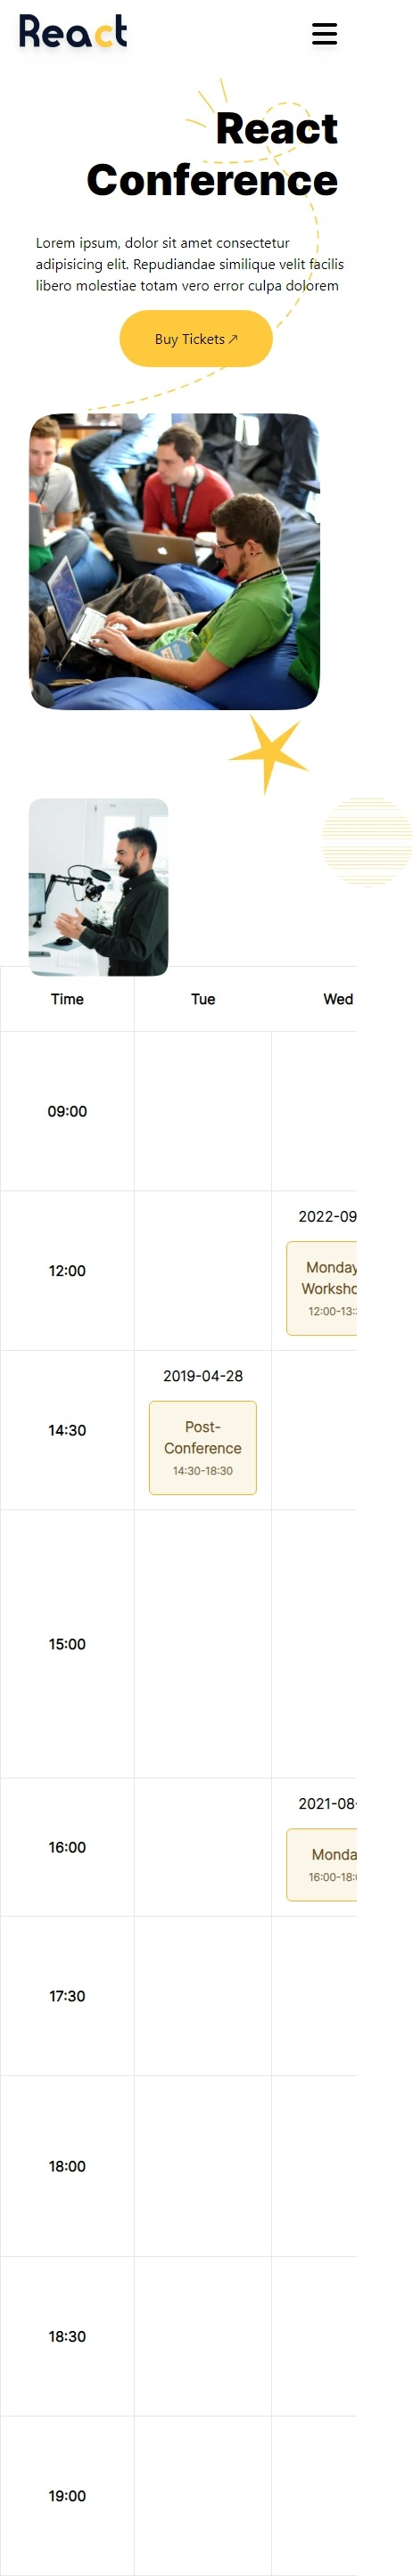 React
React
Conference
Lorem ipsum, dolor sit amet consectetur
adipisicing elit. Repudiandae similique velit facilis
libero molestiae totam vero error culpa dolorem
Buy Tickets ↗
Time Tue Wed
09:00
2022-09
12:00
Monday
Worksho
12:00-13:
2019-04-28
14:30
Post-
Conference
14:30-18:30
15:00
2021-08-
16:00
Monda
16:00-18:
17:30
18:00
18:30
19:00